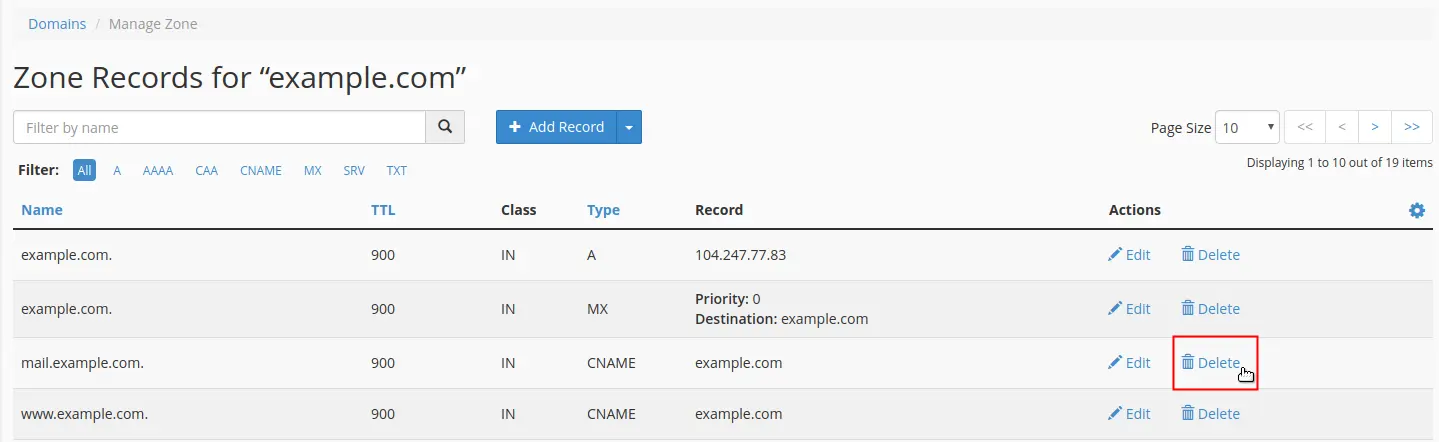 Domains / Manage Zone
Zone Records for “example.com”
Filter by name + Add Record Page Size 10 << < > >>
Filter: All A AAAA CAA CNAME MX SRV TXT Displaying 1 to 10 out of 19 items
Name TTL Class Type Record Actions
example.com. 900 IN A 104.247.77.83 Edit Delete
example.com. 900 IN MX Priority: 0 Edit Delete
Destination: example.com
mail.example.com. 900 IN CNAME example.com Edit Delete
www.example.com. 900 IN CNAME example.com Edit Delete